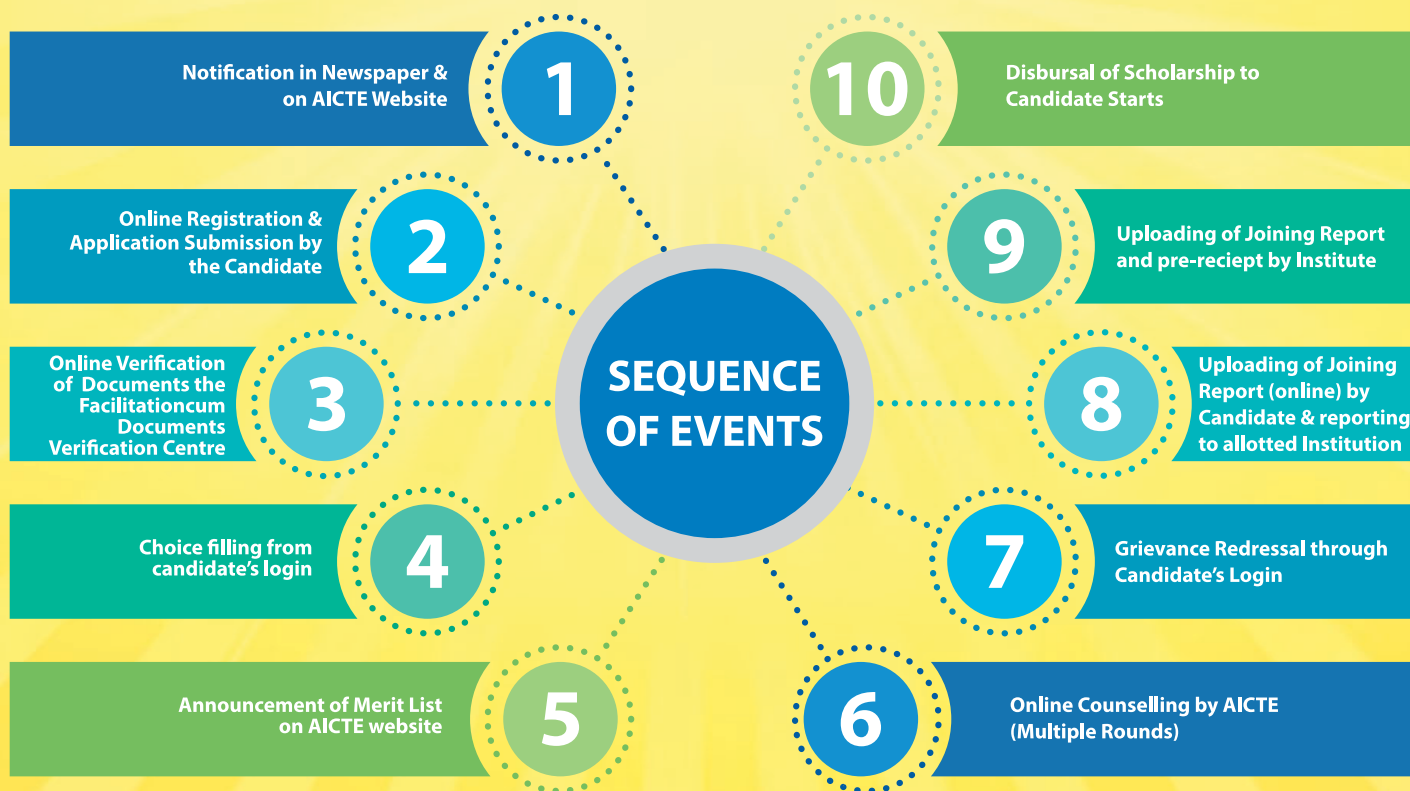 SEQUENCE
OF EVENTS
1
Notification in Newspaper &
on AICTE Website
2
Online Registration &
Application Submission by
the Candidate
3
Online Verification
of Documents the
Facilitationcum
Documents
Verification Centre
4
Choice filling from
candidate's login
5
Announcement of Merit List
on AICTE website
6
Online Counselling by AICTE
(Multiple Rounds)
7
Grievance Redressal through
Candidate's Login
8
Uploading of Joining
Report (online) by
Candidate & reporting
to allotted Institution
9
Uploading of Joining Report
and pre-reciept by Institute
10
Disbursal of Scholarship to
Candidate Starts